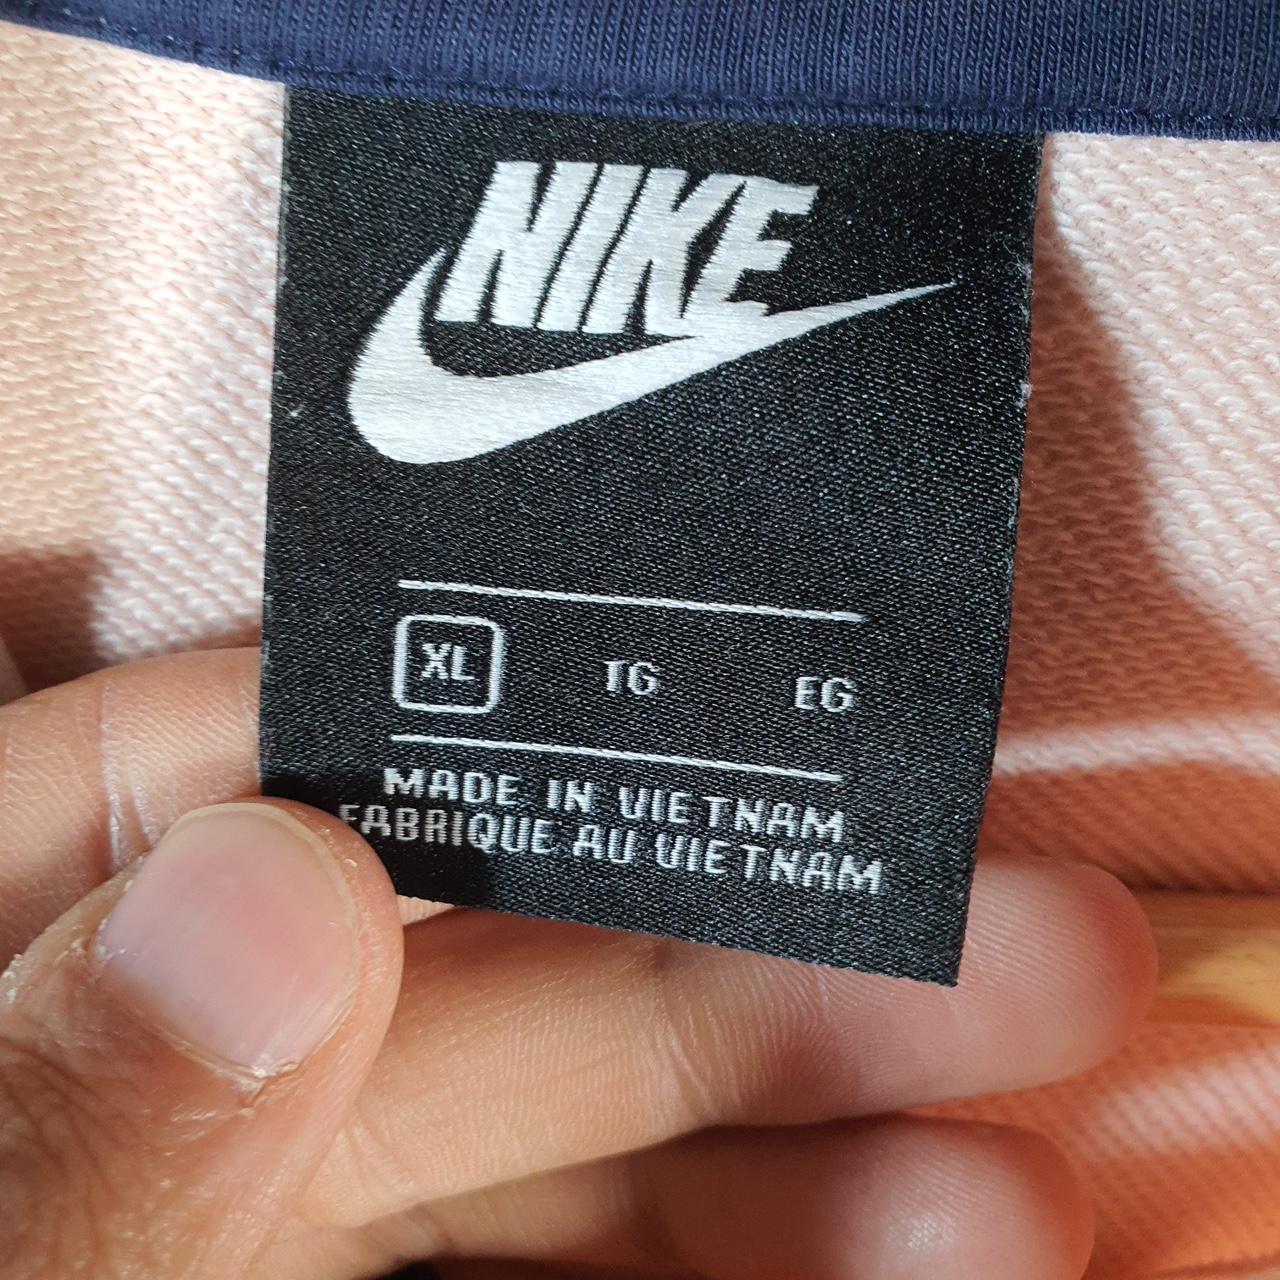 NIKE
XL TG EG
MADE IN VIETNAM
FABRIQUE AU VIETNAM